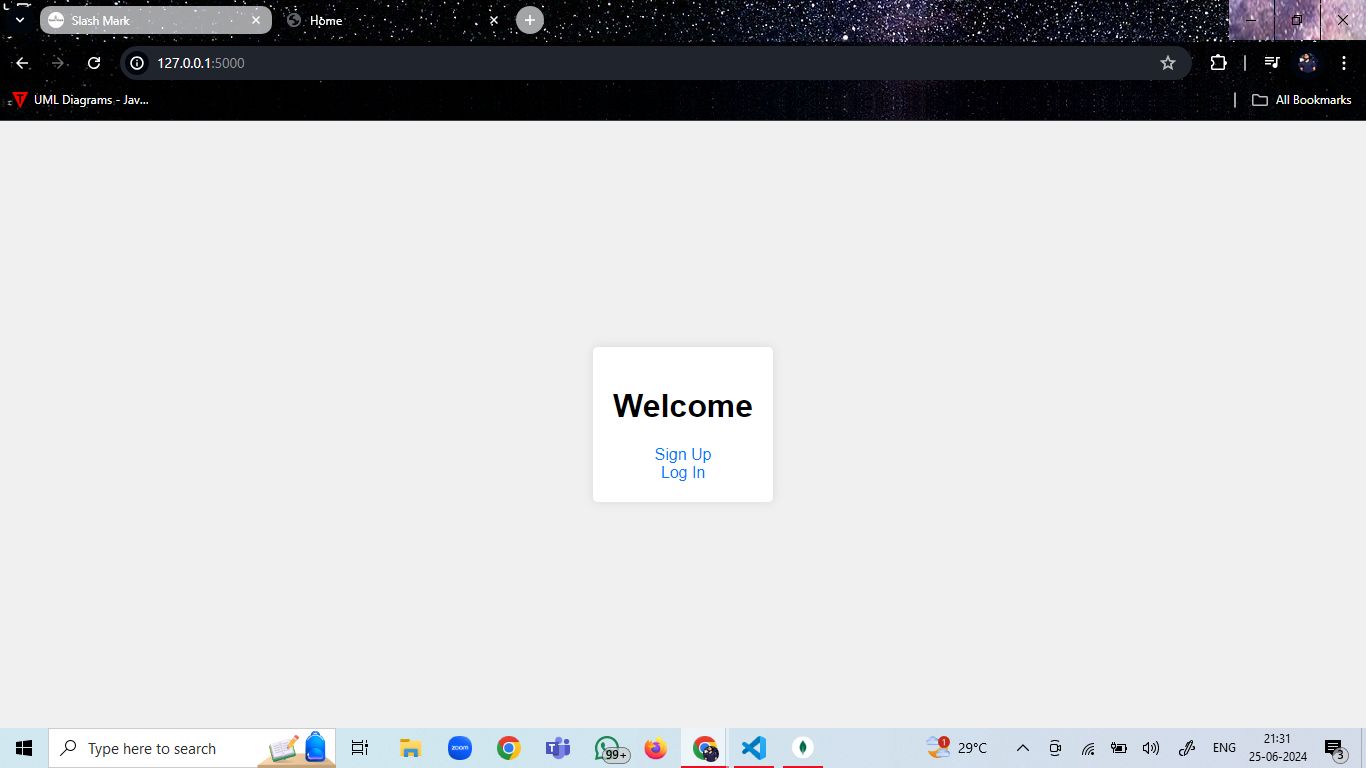 Slash Mark
Home
127.0.0.1:5000
UML Diagrams - Jav...
All Bookmarks
Welcome
Sign Up
Log In
Type here to search
zoom
99+
1
29°C
ENG
21:31
25-06-2024
3